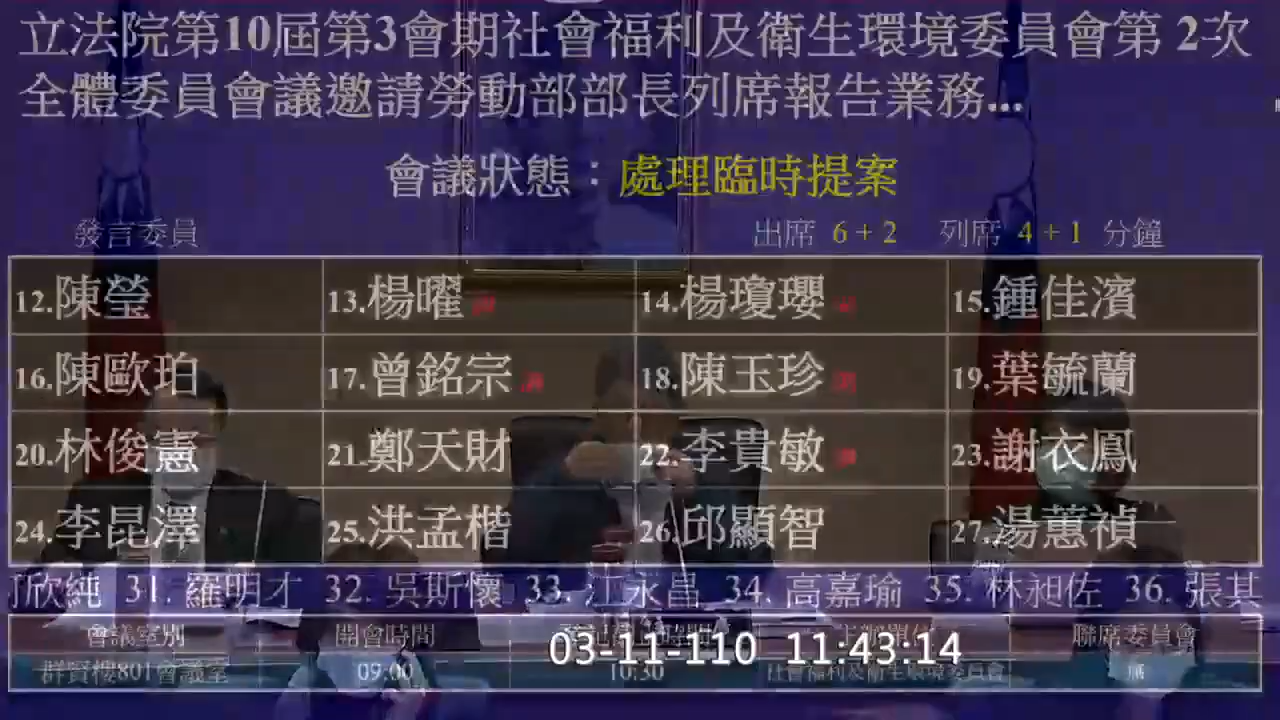 立法院第10屆第3會期社會福利及衛生環境委員會第 2次
全體委員會議邀請勞動部部長列席報告業務...
會議狀態：處理臨時提案
發言委員 出席 6 + 2 列席 4 + 1 分鐘
12.陳瑩 13.楊曜 14.楊瓊瓔 15.鍾佳濱
16.陳歐珀 17.曾銘宗 18.陳玉珍 19.葉毓蘭
20.林俊憲 21.鄭天財 22.李貴敏 23.謝衣鳳
24.李昆澤 25.洪孟楷 26.邱顯智 27.湯蕙禎
欣純 31. 羅明才 32. 吳斯懷 33. 江永昌 34. 高嘉瑜 35. 林昶佐 36. 張其
會議室別 開會時間 聯席委員會
03-11-110 11:43:14
群賢樓801會議室 09:00 10:30 社會福利及衛生環境委員會 無